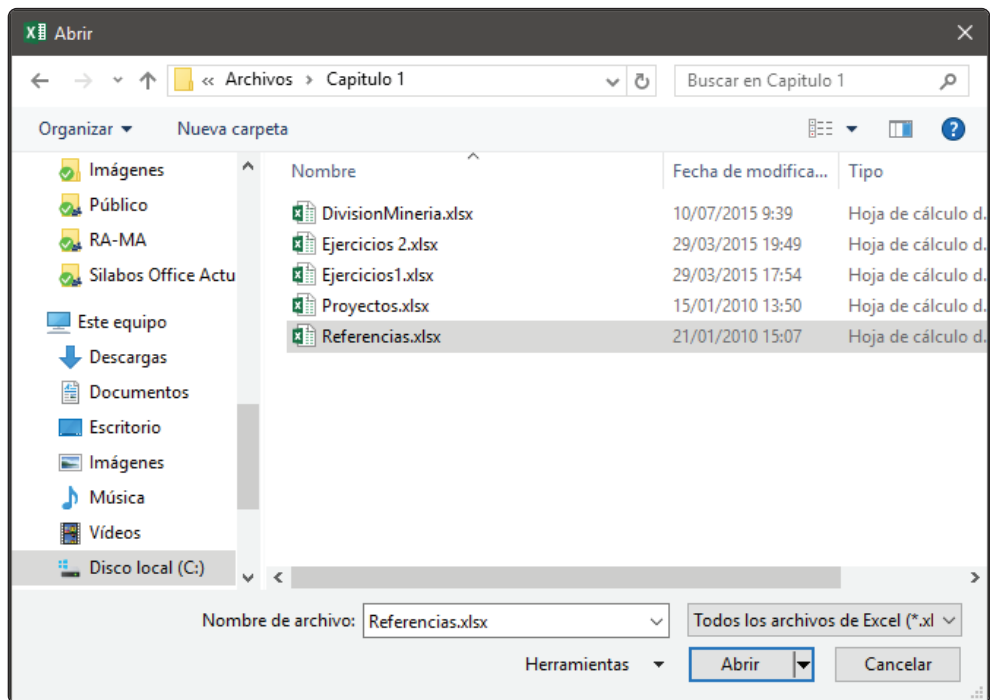 Abrir
« Archivos > Capitulo 1
Buscar en Capitulo 1
Organizar
Nueva carpeta
Imágenes
Público
RA-MA
Silabos Office Actu
Este equipo
Descargas
Documentos
Escritorio
Imágenes
Música
Vídeos
Disco local (C:)
Nombre Fecha de modifica... Tipo
DivisionMineria.xlsx 10/07/2015 9:39 Hoja de cálculo d.
Ejercicios 2.xlsx 29/03/2015 19:49 Hoja de cálculo d.
Ejercicios1.xlsx 29/03/2015 17:54 Hoja de cálculo d.
Proyectos.xlsx 15/01/2010 13:50 Hoja de cálculo d.
Referencias.xlsx 21/01/2010 15:07 Hoja de cálculo d.
Nombre de archivo: Referencias.xlsx
Todos los archivos de Excel (*.xl
Herramientas
Abrir
Cancelar